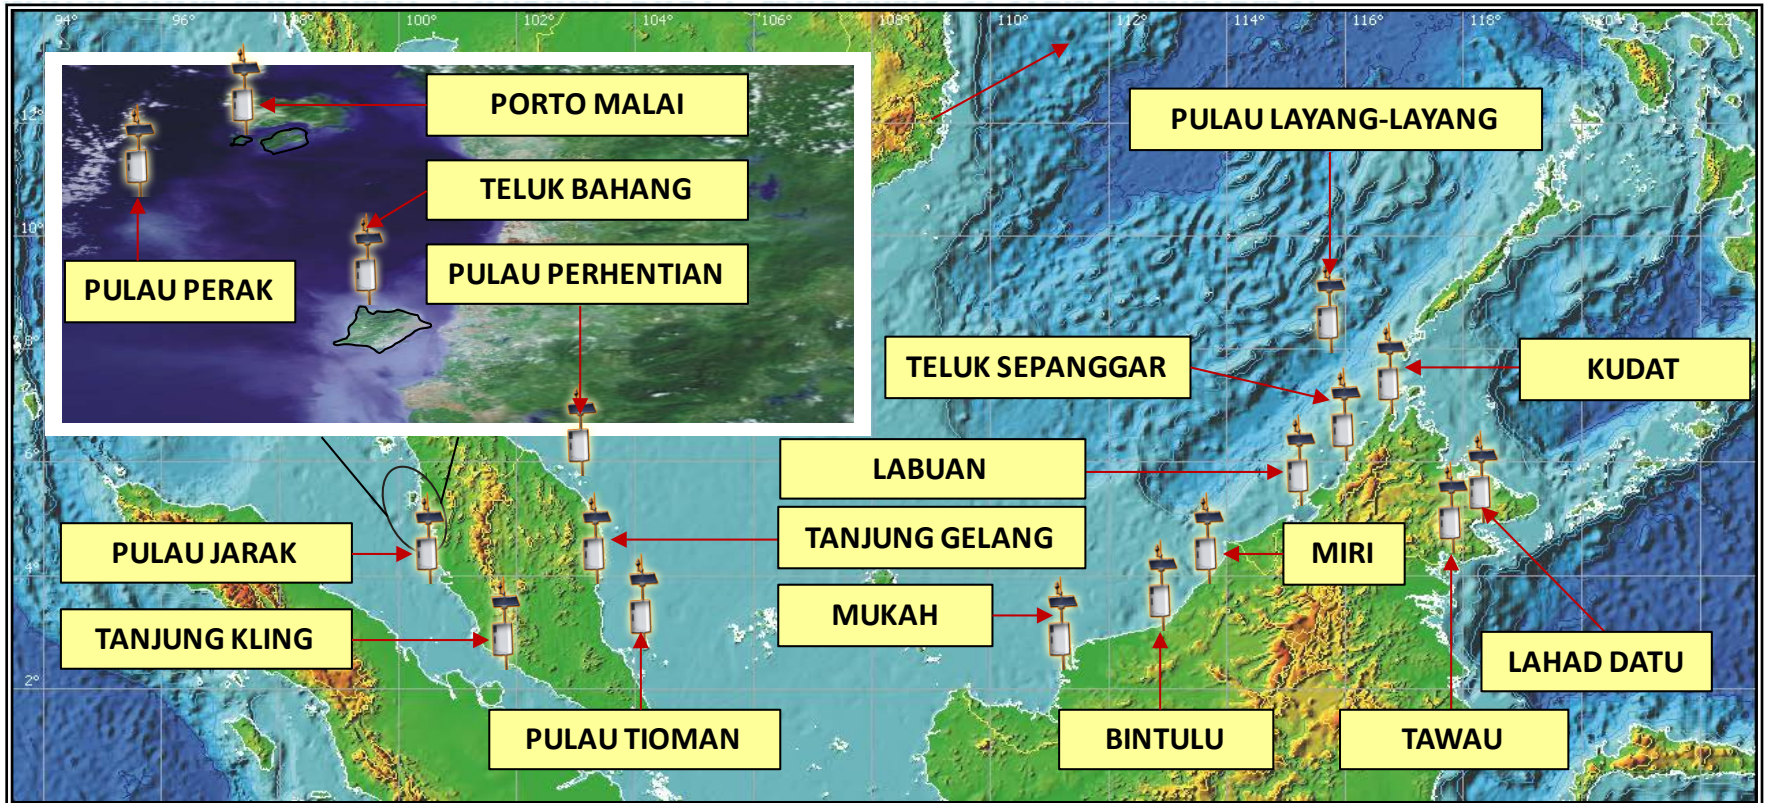 94° 96° 98° 100° 102° 104° 106° 108° 110° 112° 114° 116° 118° 120° 122°
PORTO MALAI
PULAU LAYANG-LAYANG
12°
TELUK BAHANG
10°
PULAU PERHENTIAN
PULAU PERAK
8°
TELUK SEPANGGAR
KUDAT
6°
LABUAN
TANJUNG GELANG
PULAU JARAK
MIRI
4°
MUKAH
TANJUNG KLING
LAHAD DATU
2°
PULAU TIOMAN
BINTULU
TAWAU